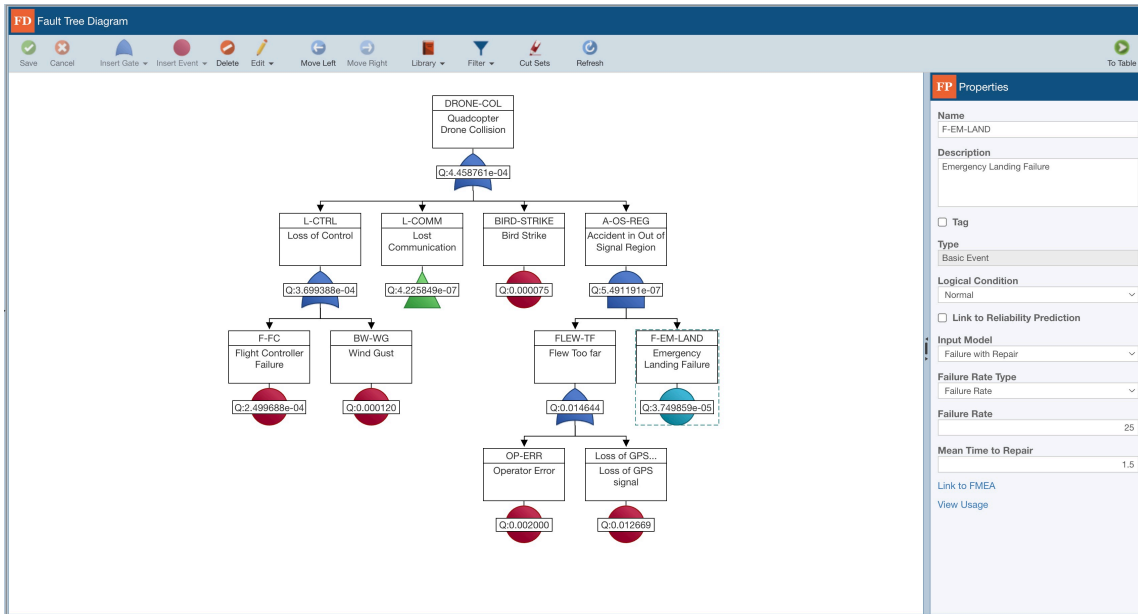 FD Fault Tree Diagram
Save Cancel Insert Gate Insert Event Delete Edit Move Left Move Right Library Filter Cut Sets Refresh To Table
DRONE-COL
Quadcopter
Drone Collision
Q:4.458761e-04
L-CTRL
Loss of Control
Q:3.699388e-04
L-COMM
Lost
Communication
Q:4.225849e-07
BIRD-STRIKE
Bird Strike
Q:0.000075
A-OS-REG
Accident in Out of
Signal Region
Q:5.491191e-07
F-FC
Flight Controller
Failure
Q:2.499688e-04
BW-WG
Wind Gust
Q:0.000120
FLEW-TF
Flew Too far
Q:0.014644
F-EM-LAND
Emergency
Landing Failure
Q:3.749859e-05
OP-ERR
Operator Error
Q:0.002000
Loss of GPS...
Loss of GPS
signal
Q:0.012669
FP Properties
Name
F-EM-LAND
Description
Emergency Landing Failure
Tag
Type
Basic Event
Logical Condition
Normal
Link to Reliability Prediction
Input Model
Failure with Repair
Failure Rate Type
Failure Rate
Failure Rate
25
Mean Time to Repair
1.5
Link to FMEA
View Usage